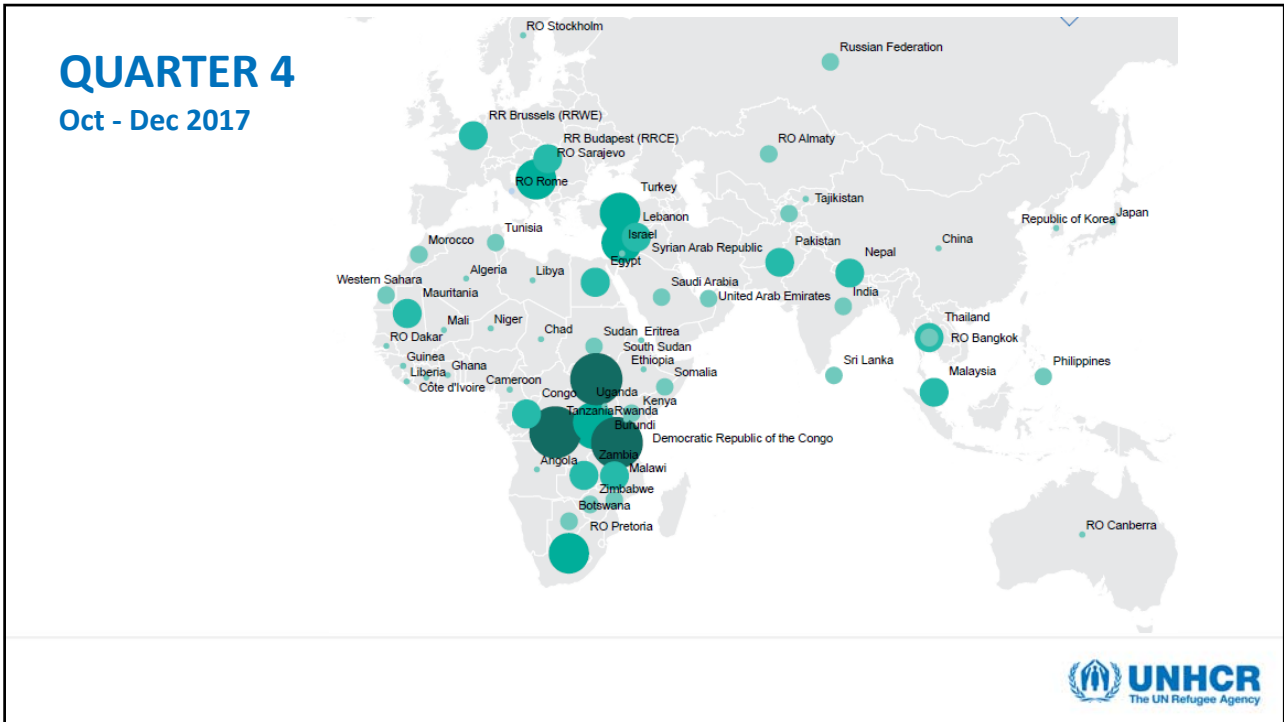 QUARTER 4
Oct - Dec 2017
RO Stockholm
Russian Federation
RR Brussels (RRWE)
RR Budapest (RRCE)
RO Sarajevo
RO Almaty
RO Rome
Turkey
Tajikistan
Lebanon
Republic of Korea
Japan
Tunisia
Israel
Morocco
Syrian Arab Republic
Pakistan
China
Nepal
Egypt
Algeria
Libya
Western Sahara
Saudi Arabia
Mauritania
United Arab Emirates
India
Mali
Niger
Thailand
Chad
Sudan
Eritrea
RO Dakar
RO Bangkok
South Sudan
Guinea
Ethiopia
Sri Lanka
Philippines
Ghana
Somalia
Liberia
Malaysia
Cameroon
Côte d'Ivoire
Congo
Uganda
Kenya
Tanzania
Rwanda
Burundi
Democratic Republic of the Congo
Zambia
Angola
Malawi
Zimbabwe
Botswana
RO Pretoria
RO Canberra
UNHCR
The UN Refugee Agency